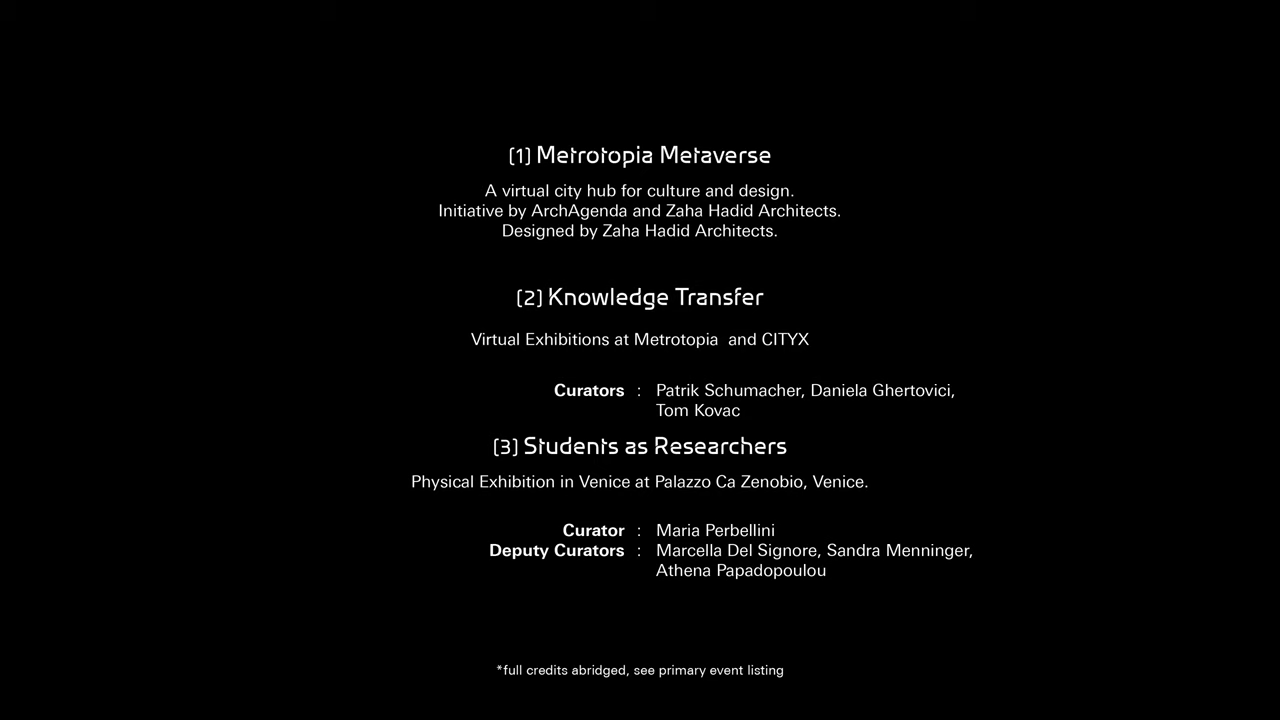 [1] Metrotopia Metaverse
A virtual city hub for culture and design.
Initiative by ArchAgenda and Zaha Hadid Architects.
Designed by Zaha Hadid Architects.
[2] Knowledge Transfer
Virtual Exhibitions at Metrotopia and CITYX
Curators : Patrik Schumacher, Daniela Ghertovici,
Tom Kovac
[3] Students as Researchers
Physical Exhibition in Venice at Palazzo Ca Zenobio, Venice.
Curator : Maria Perbellini
Deputy Curators : Marcella Del Signore, Sandra Menninger,
Athena Papadopoulou
*full credits abridged, see primary event listing